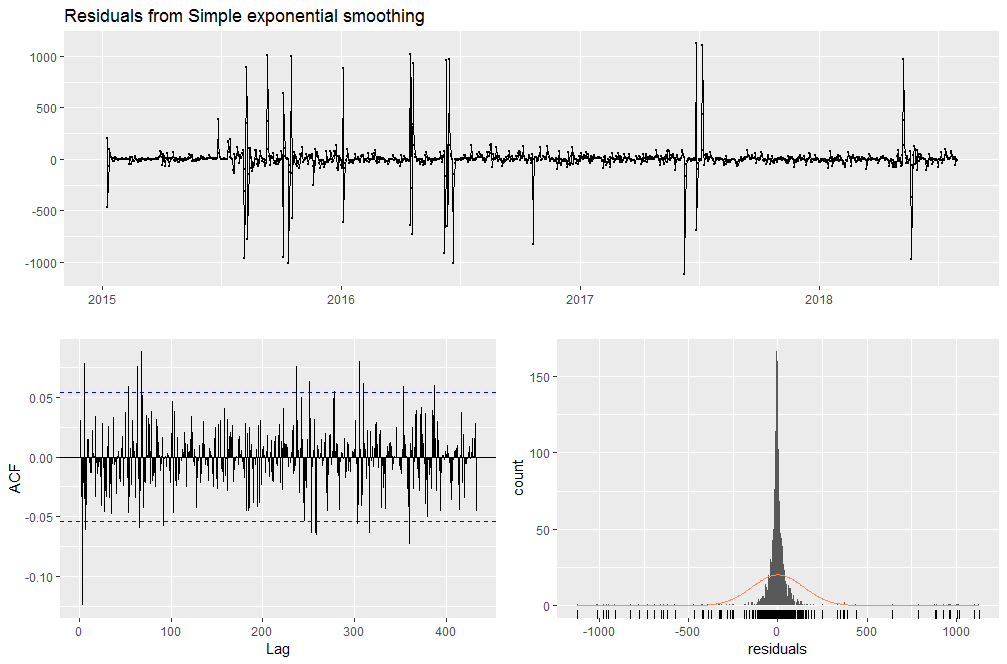 Residuals from Simple exponential smoothing
1000
500
0
-500
-1000
2015 2016 2017 2018
ACF
0.05
0.00
-0.05
-0.10
0 100 200 300 400
Lag
count
150
100
50
0
-1000 -500 0 500 1000
residuals